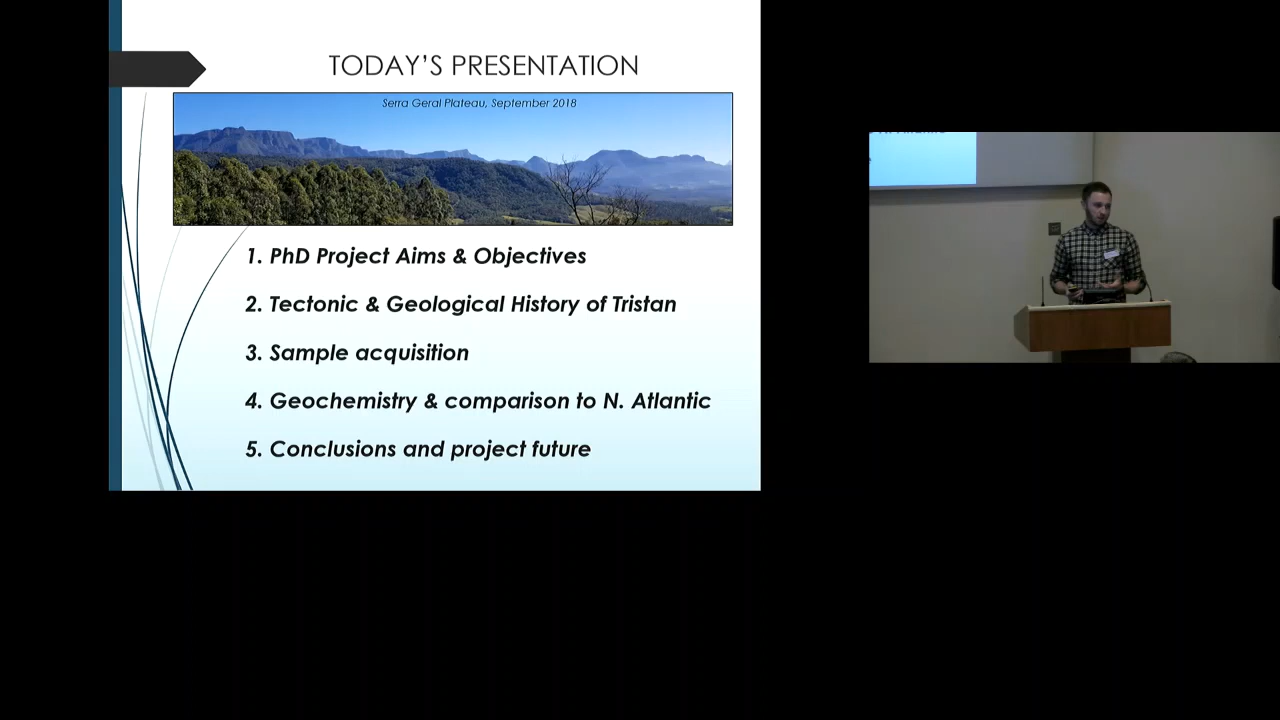 TODAY'S PRESENTATION
Serra Geral Plateau, September 2018
1. PhD Project Aims & Objectives
2. Tectonic & Geological History of Tristan
3. Sample acquisition
4. Geochemistry & comparison to N. Atlantic
5. Conclusions and project future